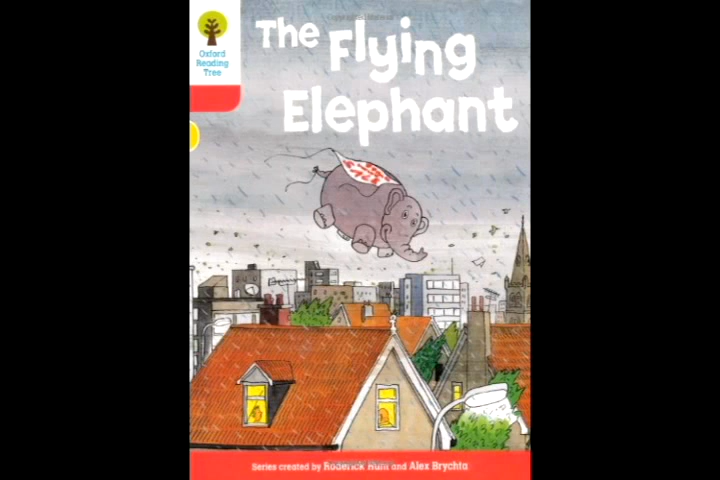 Oxford
Reading
Tree
The Flying
Elephant
Series created by Roderick Hunt and Alex Brychta